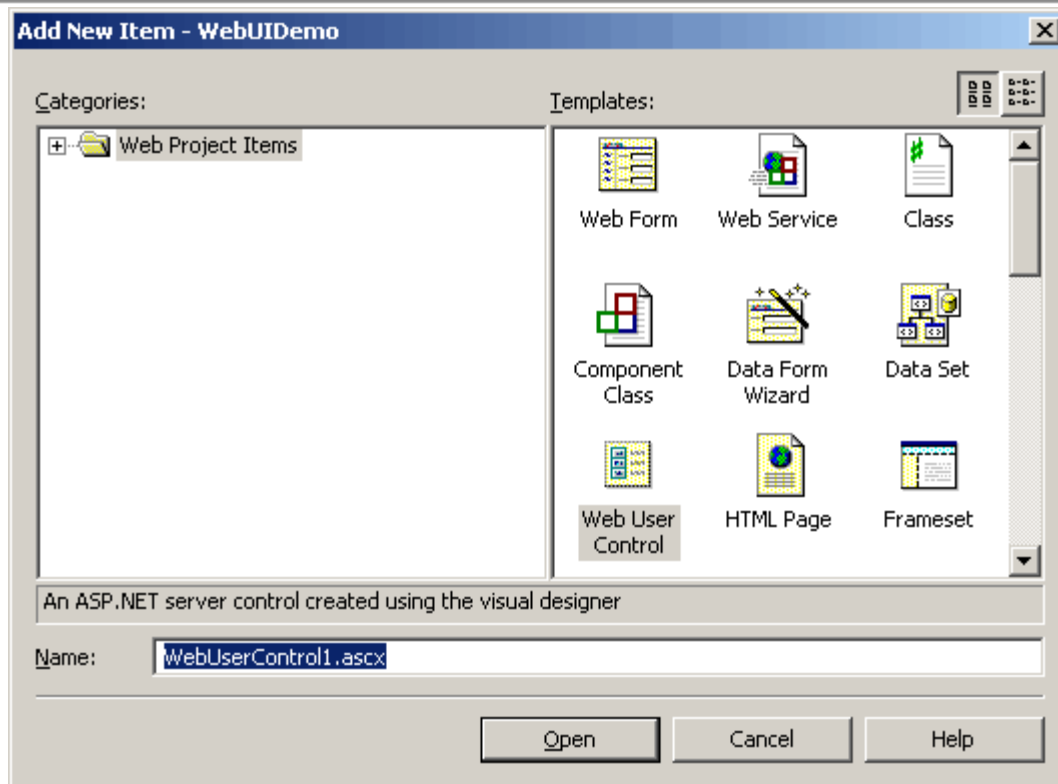 Add New Item - WebUIDemo
Categories:
Templates:
Web Project Items
Web Form
Web Service
Class
Component
Class
Data Form
Wizard
Data Set
Web User
Control
HTML Page
Frameset
An ASP.NET server control created using the visual designer
Name:
WebUserControl1.ascx
Open
Cancel
Help